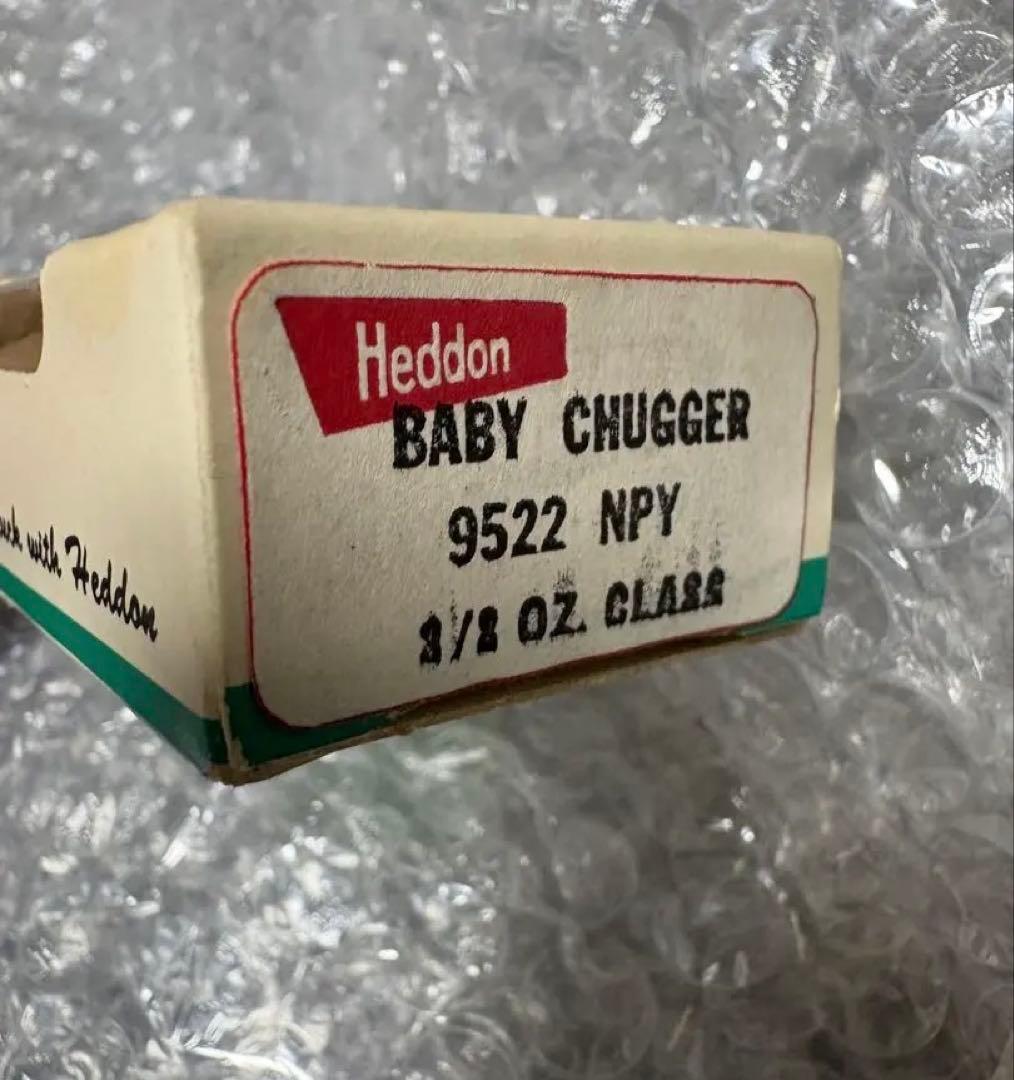 Heddon
BABY CHUGGER
9522 NPY
3/8 OZ. CLASS
with Heddon